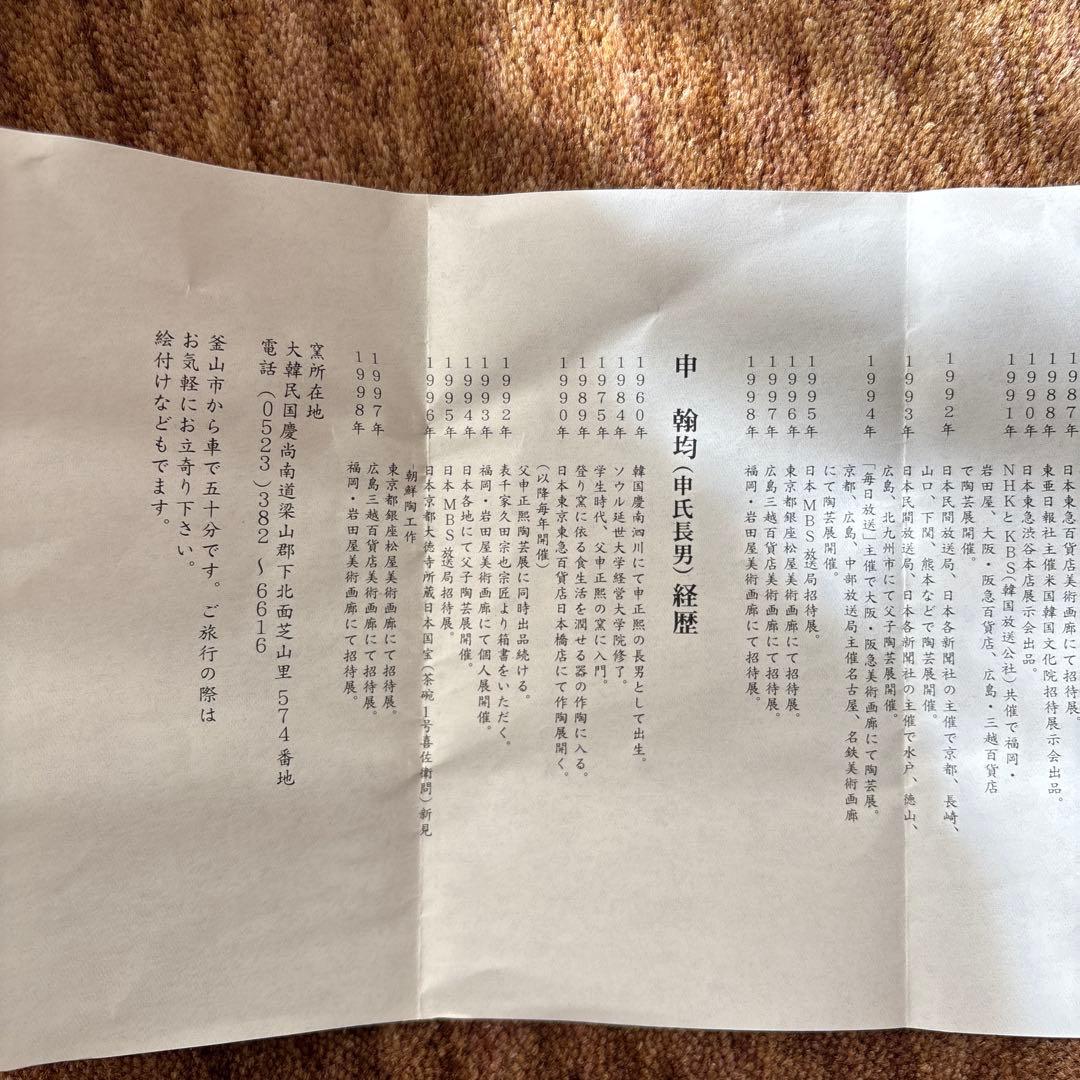 1987年
百貨店美術画廊にて招待展
1988年 東亜日報社主催米国韓国文化院招待展示会出品。
日本東急渋谷本店展示会出品。
1991年 NHKとKBS(韓国放送公社)共催で福岡・
岩田屋、大阪・阪急百貨店、広島・三越百貨店
で陶芸展開催。
1992年 日本民間放送局、日本各新聞社の主催で京都、長崎、
山口、下関、熊本などで陶芸展開催。
1993年 日本民間放送局、日本各新聞社の主催で水戸、徳山、
広島、北九州市にて父子陶芸展開催。
1994年 「毎日放送」主催で大阪・阪急美術画廊にて陶芸展。
京都、広島、中部放送局主催名古屋、名鉄美術画廊
にて陶芸展開催。
1995年 日本MBS放送局招待展。
1996年 東京都銀座松屋美術画廊にて招待展。
1997年 広島三越百貨店美術画廊にて招待展。
1998年 福岡・岩田屋美術画廊にて招待展。
申 翰均(申氏長男)経歴
1960年 韓国慶南泗川にて申正熙の長男として出生。
1984年 ソウル延世大学経営大学院修了。
1975年 学生時代、父申正熙の窯に入門。
1989年 登り窯に依る食生活を潤せる器の作陶に入る。
1990年 日本東京東急百貨店日本橋店にて作陶展開く。
(以降毎年開催)
父申正熙陶芸展に同時出品続ける。
1992年 表千家久田宗也宗匠より箱書をいただく。
1993年 福岡・岩田屋美術画廊にて個人展開催。
1994年 日本各地にて父子陶芸展開催。
1995年 日本MBS放送局招待展。
1996年 日本京都大徳寺所蔵日本国宝(茶碗1号喜佐衛問)新見
-朝鮮陶工作
東京都銀座松屋美術画廊にて招待展。
1997年 広島三越百貨店美術画廊にて招待展。
1998年 福岡・岩田屋美術画廊にて招待展。
窯所在地
大韓民国慶尚南道梁山郡下北面芝山里574番地
電話(0523)382〜6616
釜山市から車で五十分です。ご旅行の際は
お気軽にお立奇り下さい。
絵付けなどもでます。